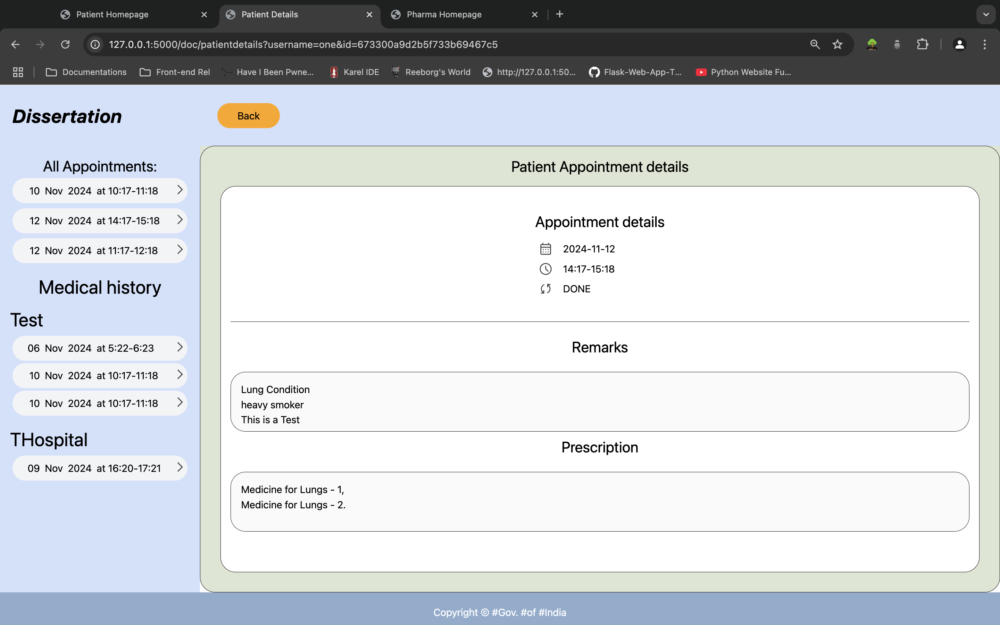 Patient Homepage
Patient Details
Pharma Homepage
127.0.0.1:5000/doc/patientdetails?username=one&id=673300a9d2b5f733b69467c5
HTML
Documentations
Front-end Rel
Have I Been Pwne...
Karel IDE
Reeborg's World
http://127.0.0.1:50...
Flask-Web-App-T...
Python Website Fu...
Dissertation
Back
All Appointments:
10 Nov 2024 at 10:17-11:18
12 Nov 2024 at 14:17-15:18
12 Nov 2024 at 11:17-12:18
Medical history
Test
06 Nov 2024 at 5:22-6:23
10 Nov 2024 at 10:17-11:18
10 Nov 2024 at 10:17-11:18
THospital
09 Nov 2024 at 16:20-17:21
Patient Appointment details
Appointment details
2024-11-12
14:17-15:18
DONE
Remarks
Lung Condition
heavy smoker
This is a Test
Prescription
Medicine for Lungs - 1,
Medicine for Lungs - 2.
Copyright © #Gov. #of #India